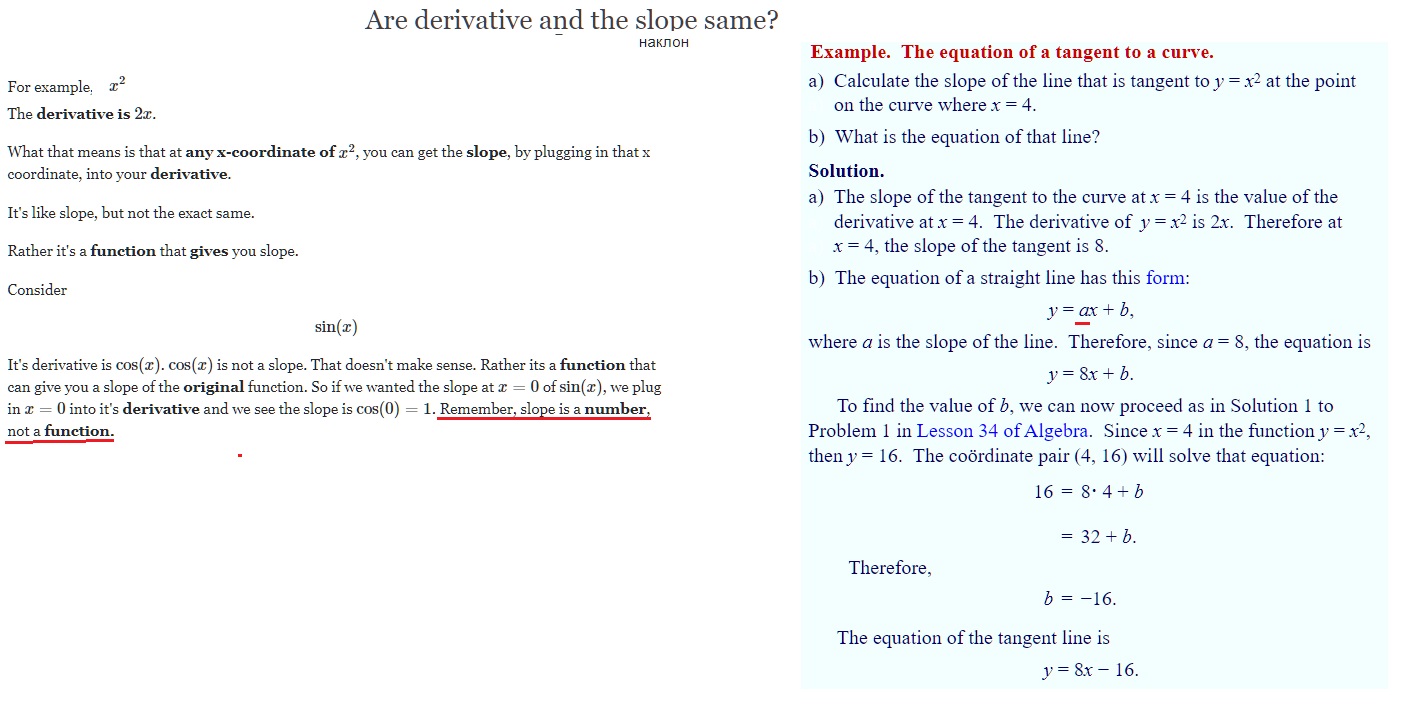 Are derivative and the slope same?
наклон
For example, x²
The derivative is 2x.
What that means is that at any x-coordinate of x², you can get the slope, by plugging in that x
coordinate, into your derivative.
It's like slope, but not the exact same.
Rather it's a function that gives you slope.
Consider
sin(x)
It's derivative is cos(x). cos(x) is not a slope. That doesn't make sense. Rather its a function that
can give you a slope of the original function. So if we wanted the slope at x = 0 of sin(x), we plug
in x = 0 into it's derivative and we see the slope is cos(0) = 1. Remember, slope is a number,
not a function.
Example. The equation of a tangent to a curve.
a) Calculate the slope of the line that is tangent to y = x² at the point
on the curve where x = 4.
b) What is the equation of that line?
Solution.
a) The slope of the tangent to the curve at x = 4 is the value of the
derivative at x = 4. The derivative of y = x² is 2x. Therefore at
x = 4, the slope of the tangent is 8.
b) The equation of a straight line has this form:
y = ax + b,
where a is the slope of the line. Therefore, since a = 8, the equation is
y = 8x + b.
To find the value of b, we can now proceed as in Solution 1 to
Problem 1 in Lesson 34 of Algebra. Since x = 4 in the function y = x²,
then y = 16. The coördinate pair (4, 16) will solve that equation:
16 = 8· 4 + b
= 32 + b.
Therefore,
b = −16.
The equation of the tangent line is
y = 8x − 16.